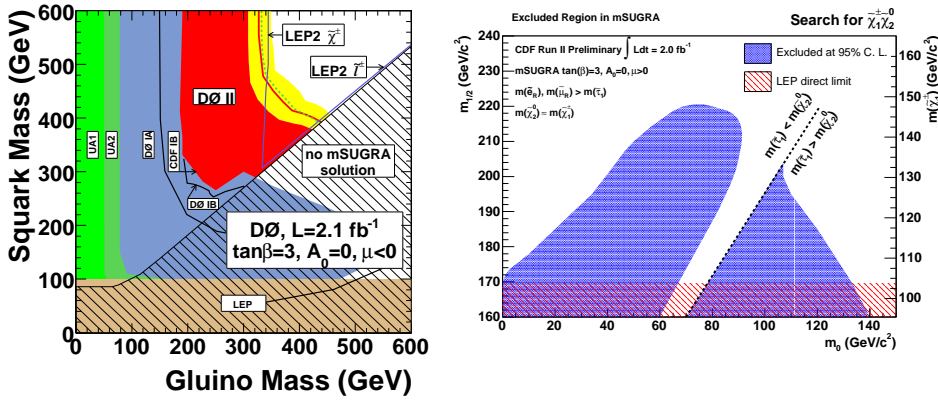 Squark Mass (GeV)
600
500
400
300
200
100
0
0 100 200 300 400 500 600
Gluino Mass (GeV)
UA1
UA2
DØ IA
CDF IB
DØ IB
DØ II
LEP2 χ̃±
LEP2 l̃±
no mSUGRA
solution
DØ, L=2.1 fb⁻¹
tanβ=3, A₀=0, μ<0
LEP
Excluded Region in mSUGRA
Search for χ̃₁±χ̃₂⁰
CDF Run II Preliminary ∫ Ldt = 2.0 fb⁻¹
mSUGRA tan(β)=3, A₀=0, μ>0
m(ẽ_R), m(μ̃_R) > m(τ̃₁)
m(χ̃₂⁰) ≈ m(χ̃₁±)
Excluded at 95% C. L.
LEP direct limit
m(τ̃₁) < m(χ̃₂⁰)
m(τ̃₁) > m(χ̃₂⁰)
m₁/₂ (GeV/c²)
240
230
220
210
200
190
180
170
160
0 20 40 60 80 100 120 140
m₀ (GeV/c²)
m(χ̃₁±) (GeV/c²)
160
150
140
130
120
110
100